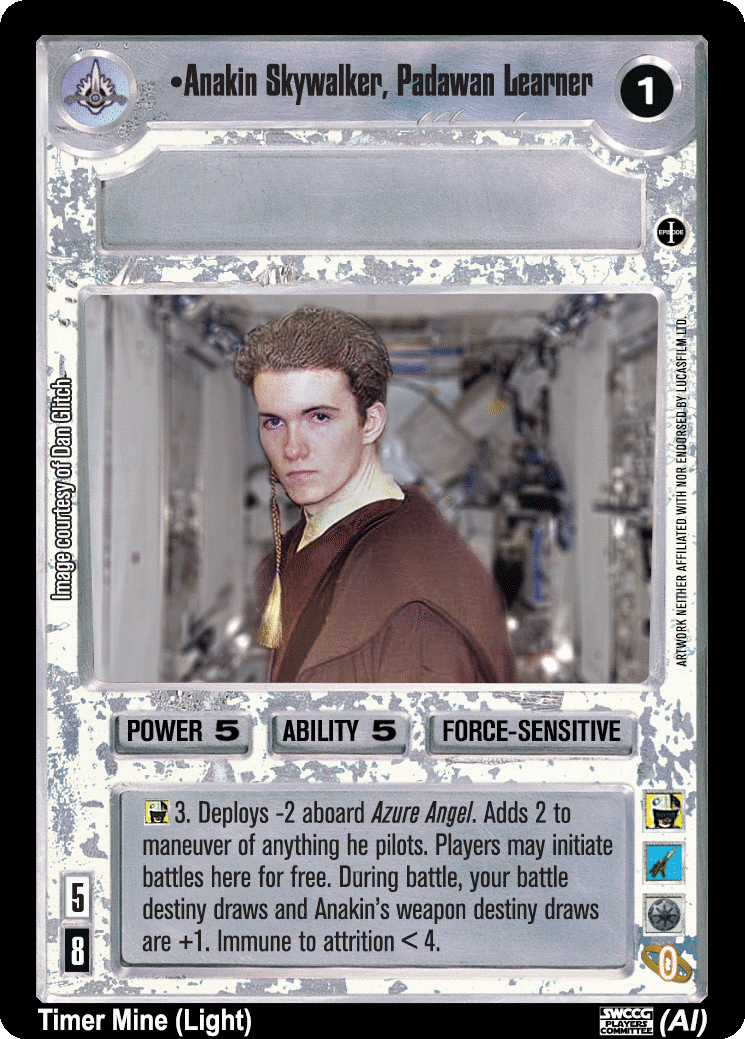 •Anakin Skywalker, Padawan Learner
1
EPISODE
I
Image courtesy of Dan Glitch
ARTWORK NEITHER AFFILIATED WITH NOR ENDORSED BY LUCASFILM LTD.
POWER 5
ABILITY 5
FORCE-SENSITIVE
3. Deploys -2 aboard Azure Angel. Adds 2 to
maneuver of anything he pilots. Players may initiate
battles here for free. During battle, your battle
destiny draws and Anakin's weapon destiny draws
are +1. Immune to attrition < 4.
5
8
0
Timer Mine (Light)
SWCCG
PLAYERS
COMMITTEE
(AI)